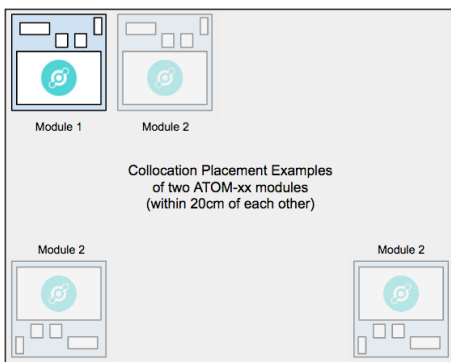 Module 1
Module 2
Collocation Placement Examples
of two ATOM-xx modules
(within 20cm of each other)
Module 2
Module 2